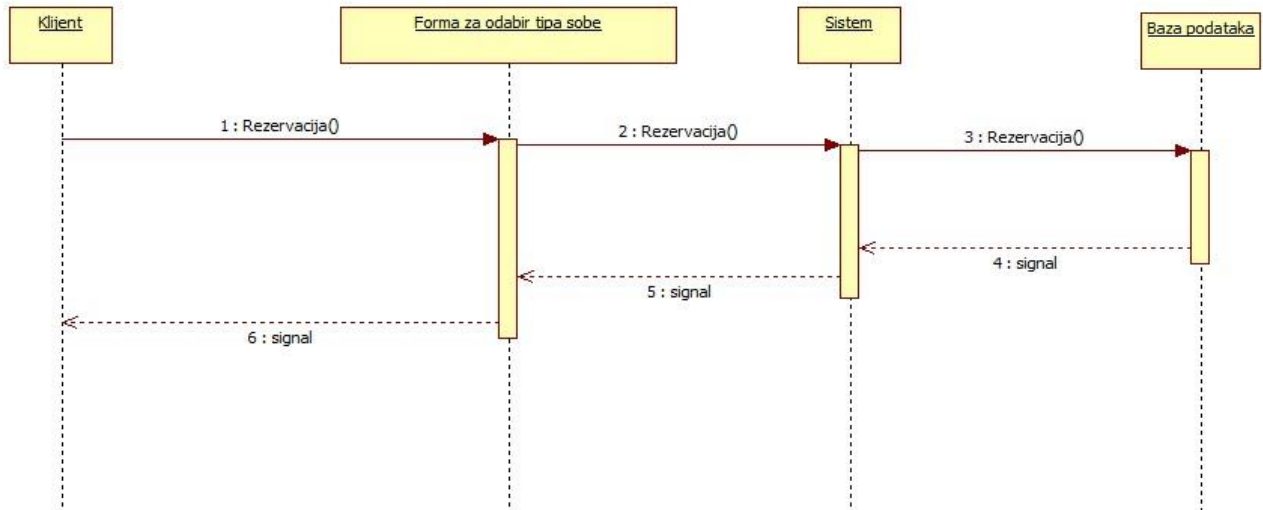 Klijent
Forma za odabir tipa sobe
Sistem
Baza podataka
1 : Rezervacija()
2 : Rezervacija()
3 : Rezervacija()
4 : signal
5 : signal
6 : signal